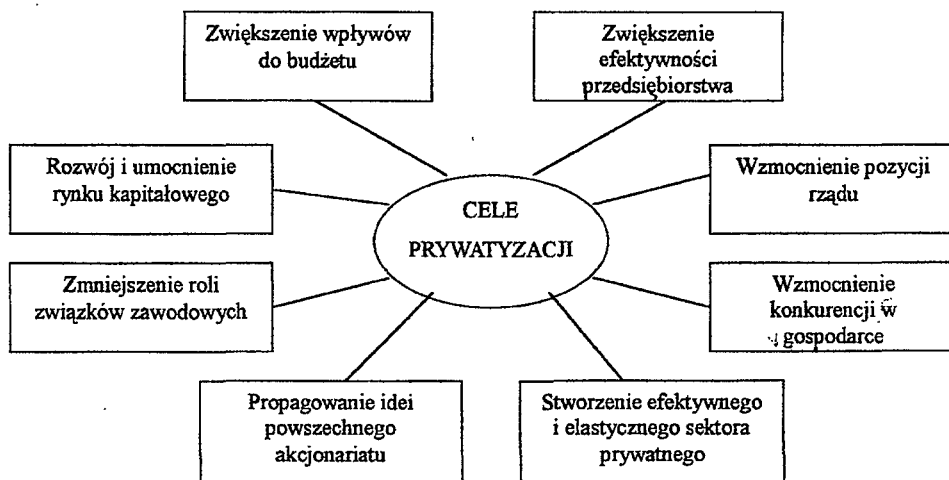 Zwiększenie wpływów
do budżetu
Zwiększenie
efektywności
przedsiębiorstwa
Rozwój i umocnienie
rynku kapitałowego
CELE
PRYWATYZACJI
Wzmocnienie pozycji
rządu
Zmniejszenie roli
związków zawodowych
Wzmocnienie
konkurencji w
gospodarce
Propagowanie idei
powszechnego
akcjonariatu
Stworzenie efektywnego
i elastycznego sektora
prywatnego